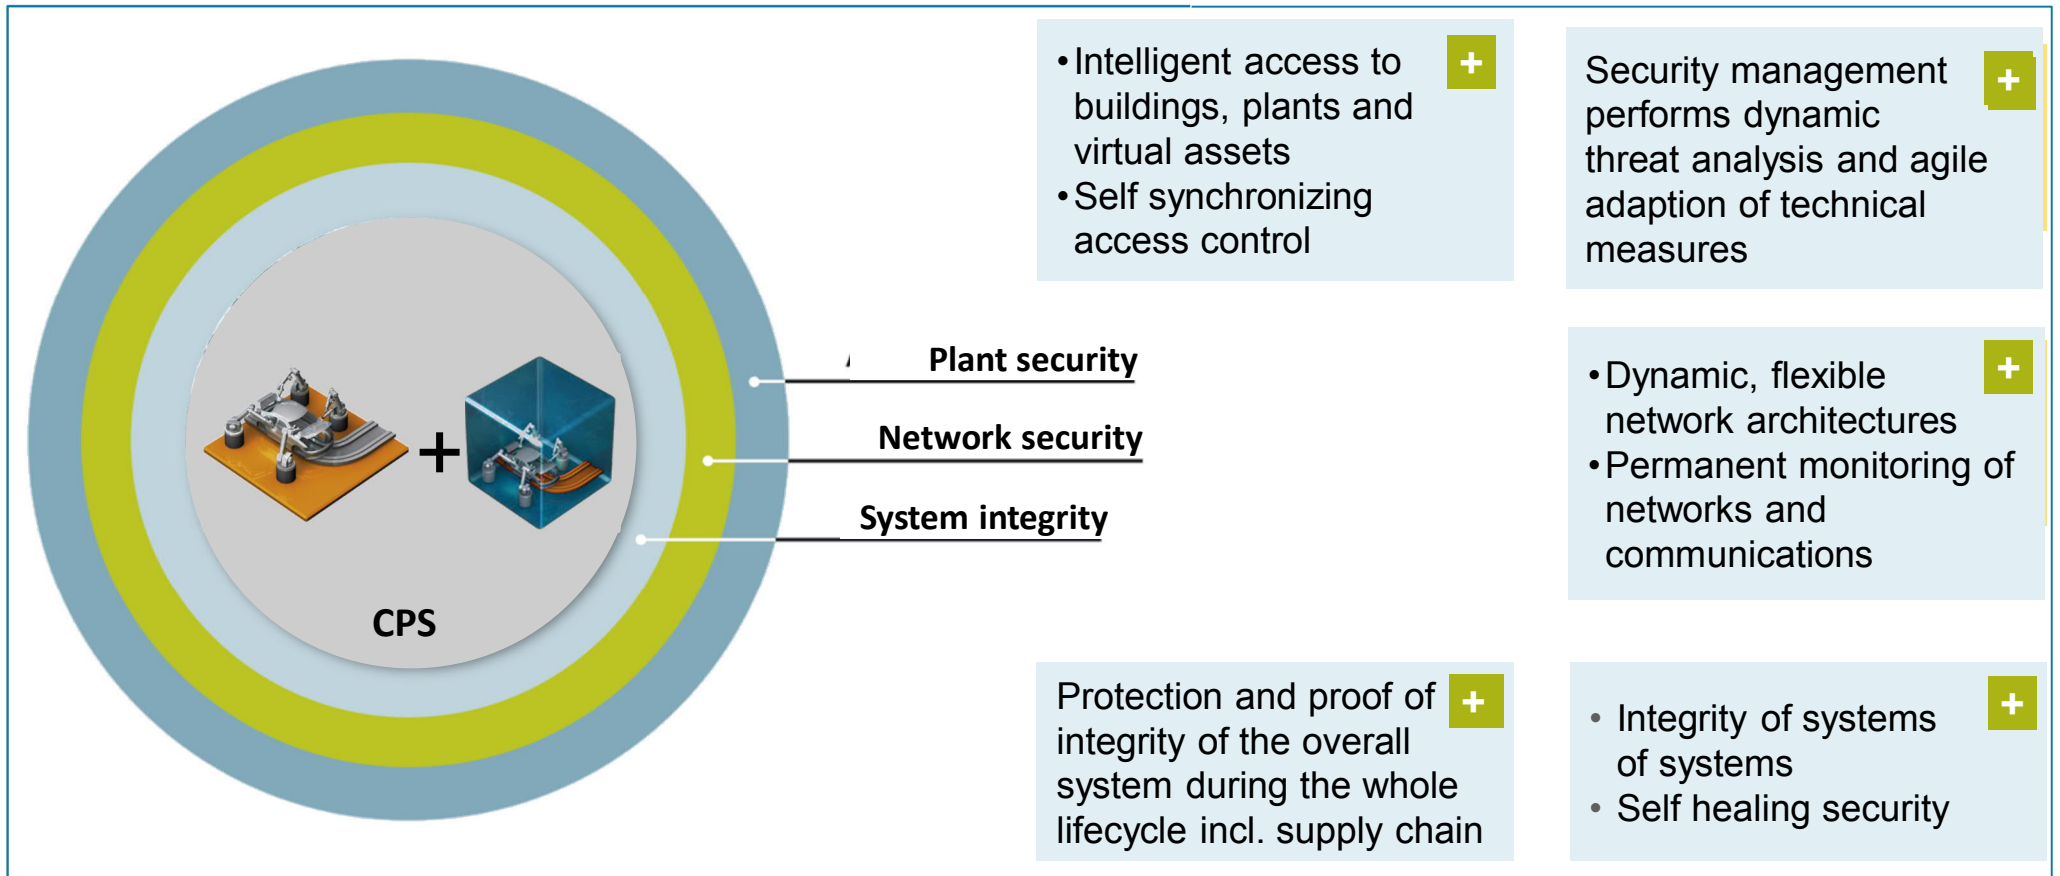 • Intelligent access to
buildings, plants and
virtual assets
• Self synchronizing
access control
+
Security management
performs dynamic
threat analysis and agile
adaption of technical
measures
+
Plant security
Network security
System integrity
+
CPS
• Dynamic, flexible
network architectures
• Permanent monitoring of
networks and
communications
+
Protection and proof of
integrity of the overall
system during the whole
lifecycle incl. supply chain
+
• Integrity of systems
of systems
• Self healing security
+